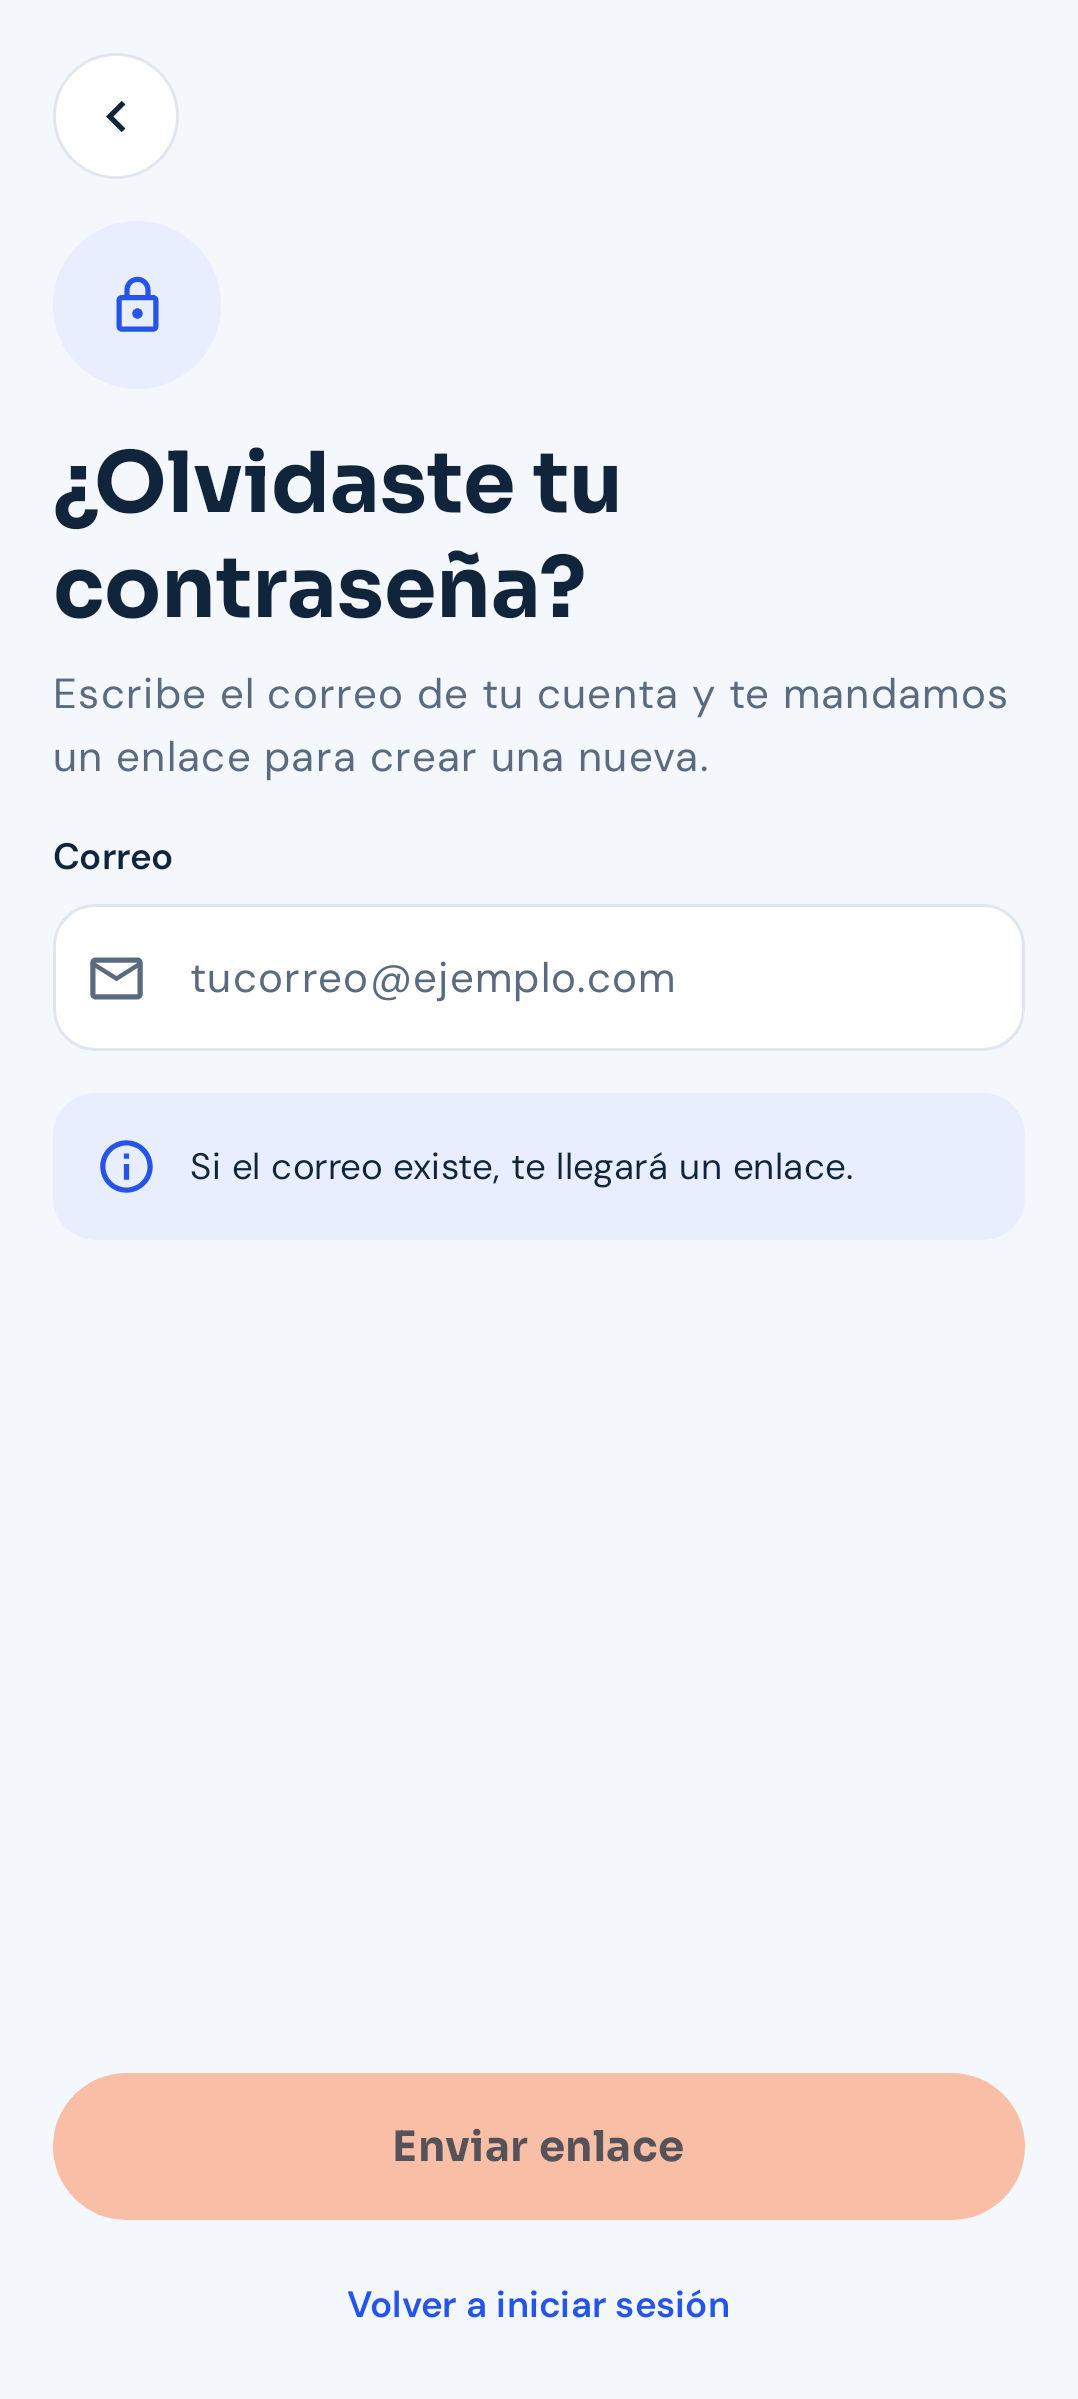 ¿Olvidaste tu
contraseña?
Escribe el correo de tu cuenta y te mandamos
un enlace para crear una nueva.
Correo
tucorreo@ejemplo.com
Si el correo existe, te llegará un enlace.
Enviar enlace
Volver a iniciar sesión